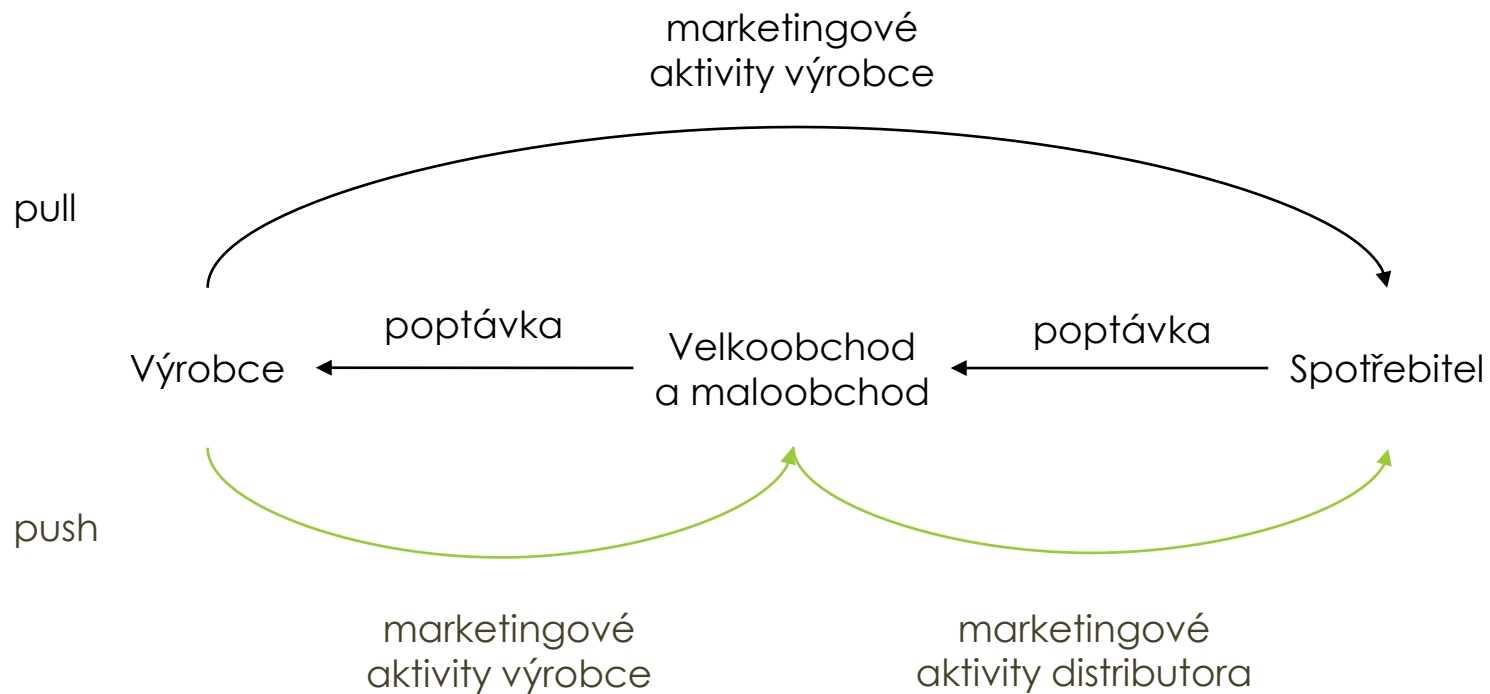 marketingové
aktivity výrobce
pull
poptávka
poptávka
Výrobce
Velkoobchod
a maloobchod
Spotřebitel
push
marketingové
aktivity výrobce
marketingové
aktivity distributora